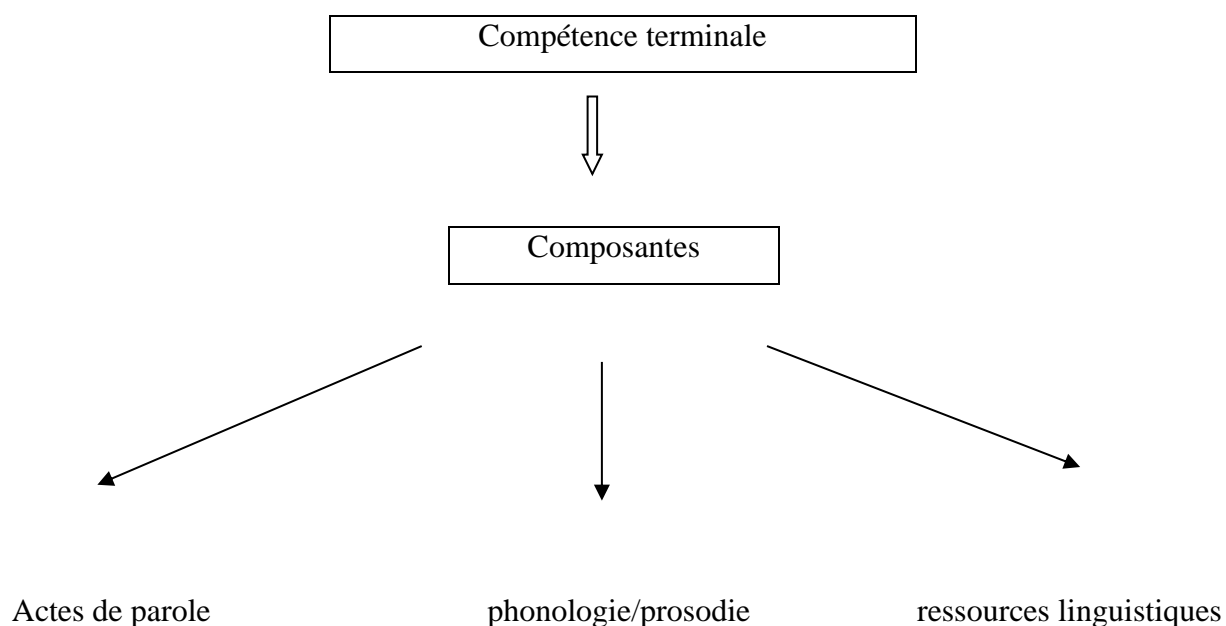 Compétence terminale
Composantes
Actes de parole phonologie/prosodie ressources linguistiques